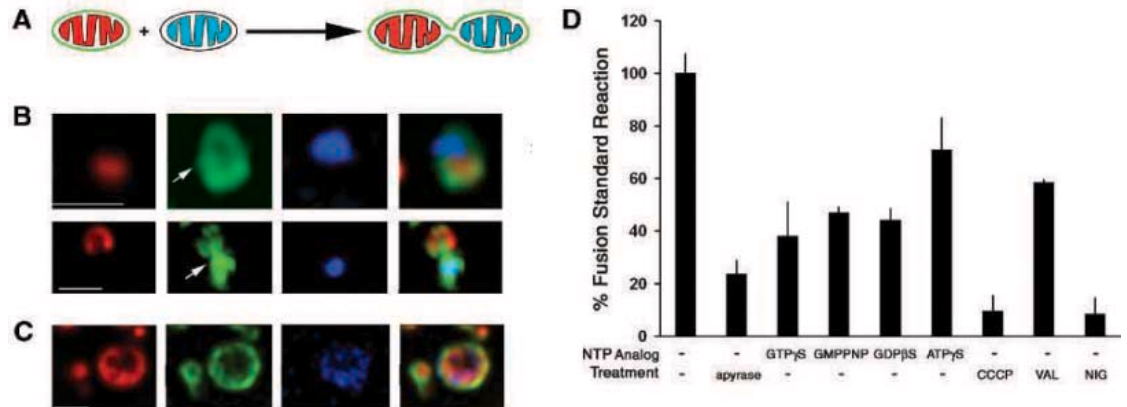 A
+
B
C
D
% Fusion Standard Reaction
120
100
80
60
40
20
0
NTP Analog - - GTPγS GMPPNP GDPβS ATPγS - - -
Treatment - apyrase - - - - CCCP VAL NIG